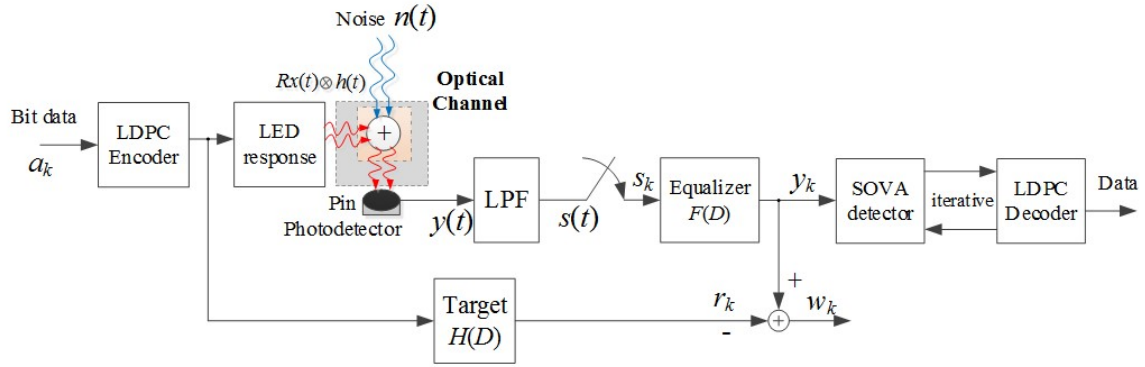 Noise n(t)
Rx(t)⊗h(t)
Optical
Channel
Bit data
a_k
LDPC
Encoder
LED
response
+
Pin
Photodetector
y(t)
LPF
s(t)
s_k
Equalizer
F(D)
y_k
SOVA
detector
iterative
LDPC
Decoder
Data
Target
H(D)
r_k
-
+
+
w_k